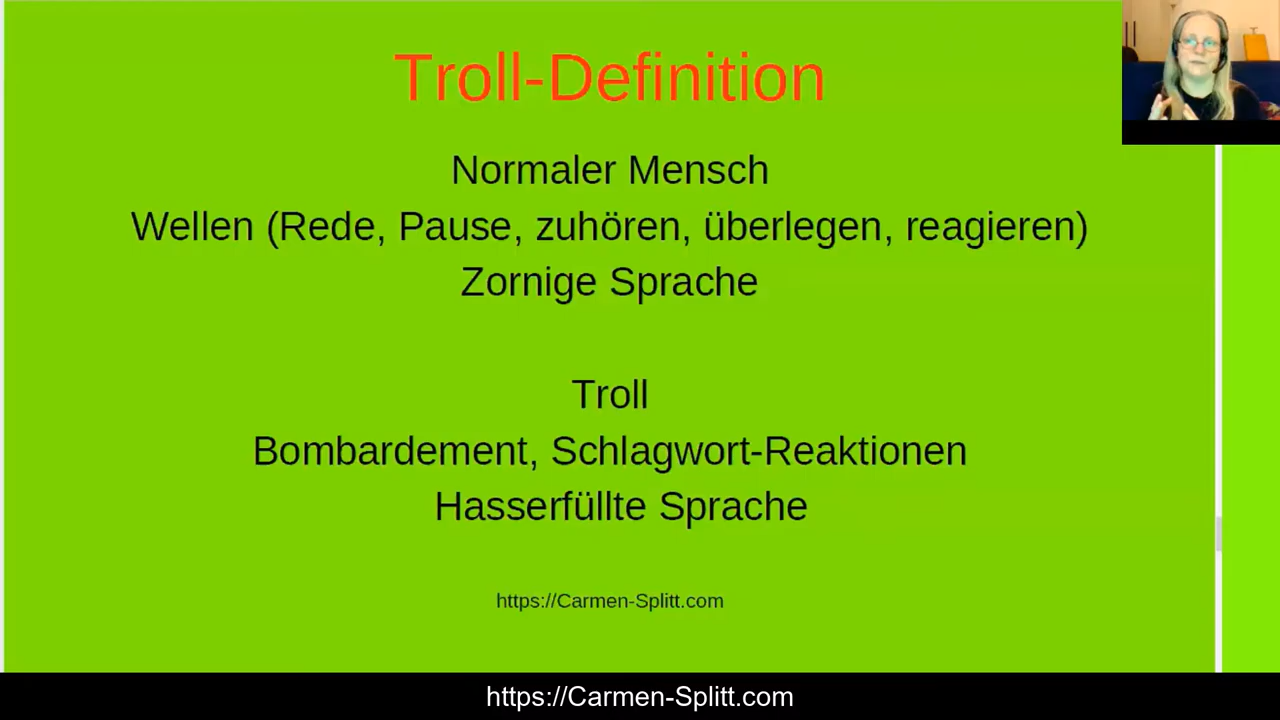 Troll-Definition
Normaler Mensch
Wellen (Rede, Pause, zuhören, überlegen, reagieren)
Zornige Sprache
Troll
Bombardement, Schlagwort-Reaktionen
Hasserfüllte Sprache
https://Carmen-Splitt.com
https://Carmen-Splitt.com